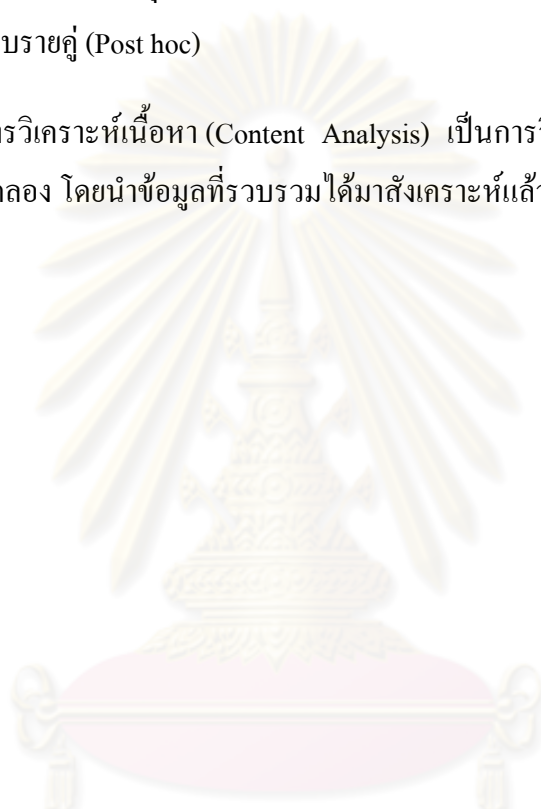 บรายคู่ (Post hoc)
รวิเคราะห์เนื้อหา (Content Analysis) เป็นการวิ
ลอง โดยนำข้อมูลที่รวบรวมได้มาสังเคราะห์แล้ว